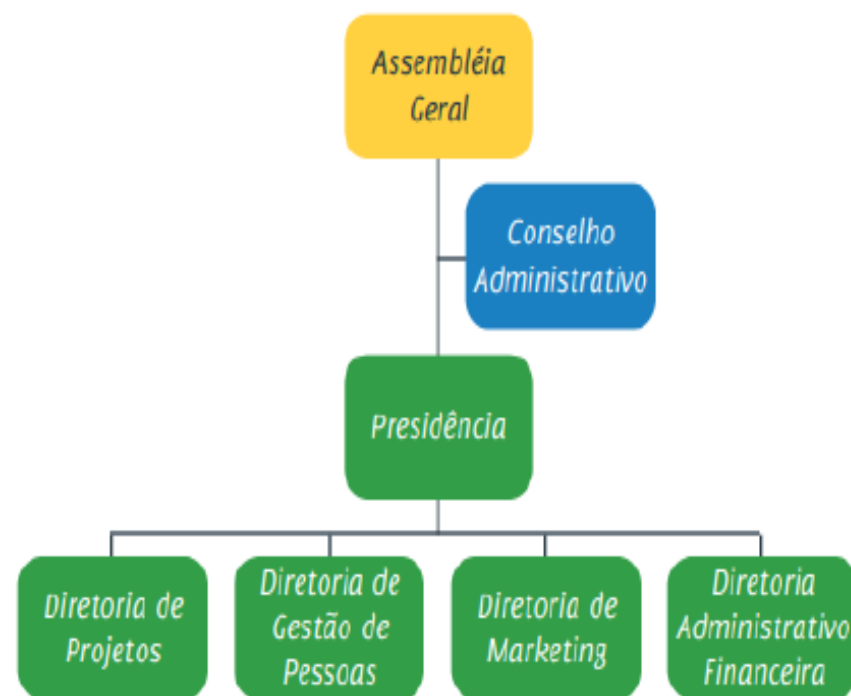 Assembléia
Geral
Conselho
Administrativo
Presidência
Diretoria de
Projetos
Diretoria de
Gestão de
Pessoas
Diretoria de
Marketing
Diretoria
Administrativo
Financeira